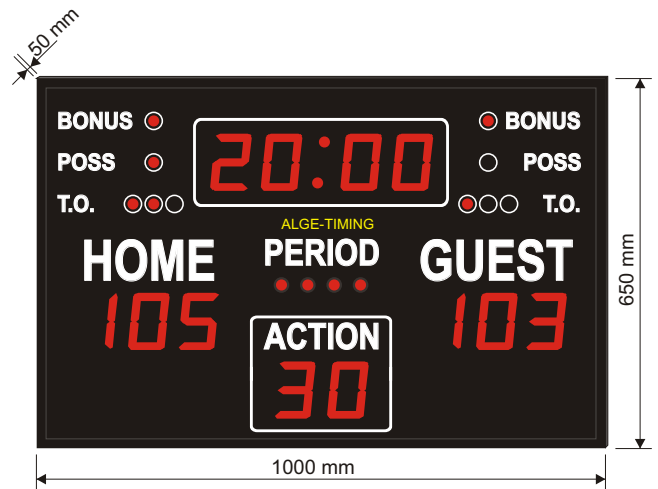 50 mm
BONUS
BONUS
20:00
POSS
POSS
T.O.
T.O.
ALGE-TIMING
HOME
PERIOD
GUEST
105
103
ACTION
30
650 mm
1000 mm